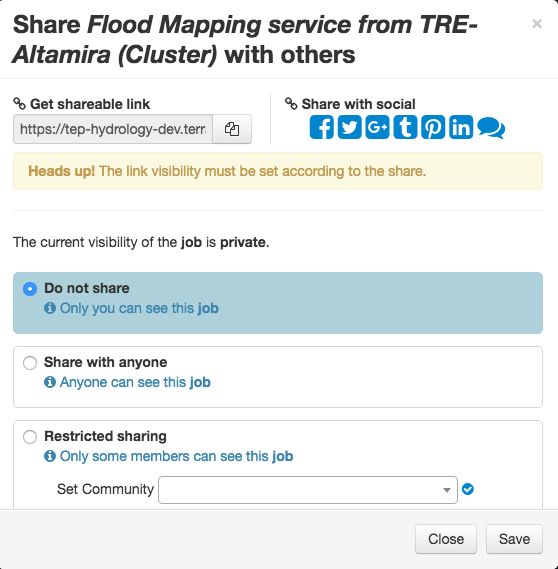 Share Flood Mapping service from TRE-
Altamira (Cluster) with others
×
Get shareable link
https://tep-hydrology-dev.terr
Share with social
Heads up! The link visibility must be set according to the share.
The current visibility of the job is private.
Do not share
Only you can see this job
Share with anyone
Anyone can see this job
Restricted sharing
Only some members can see this job
Set Community
Close
Save